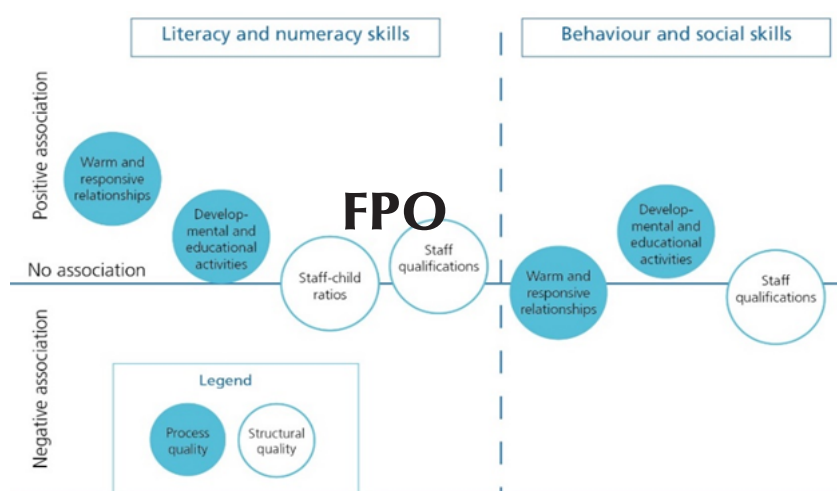 Literacy and numeracy skills
Behaviour and social skills
Positive association
Warm and
responsive
relationships
Develop-
mental and
educational
activities
FPO
Staff-child
ratios
Staff
qualifications
Warm and
responsive
relationships
Develop-
mental and
educational
activities
Staff
qualifications
No association
Negative association
Legend
Process
quality
Structural
quality